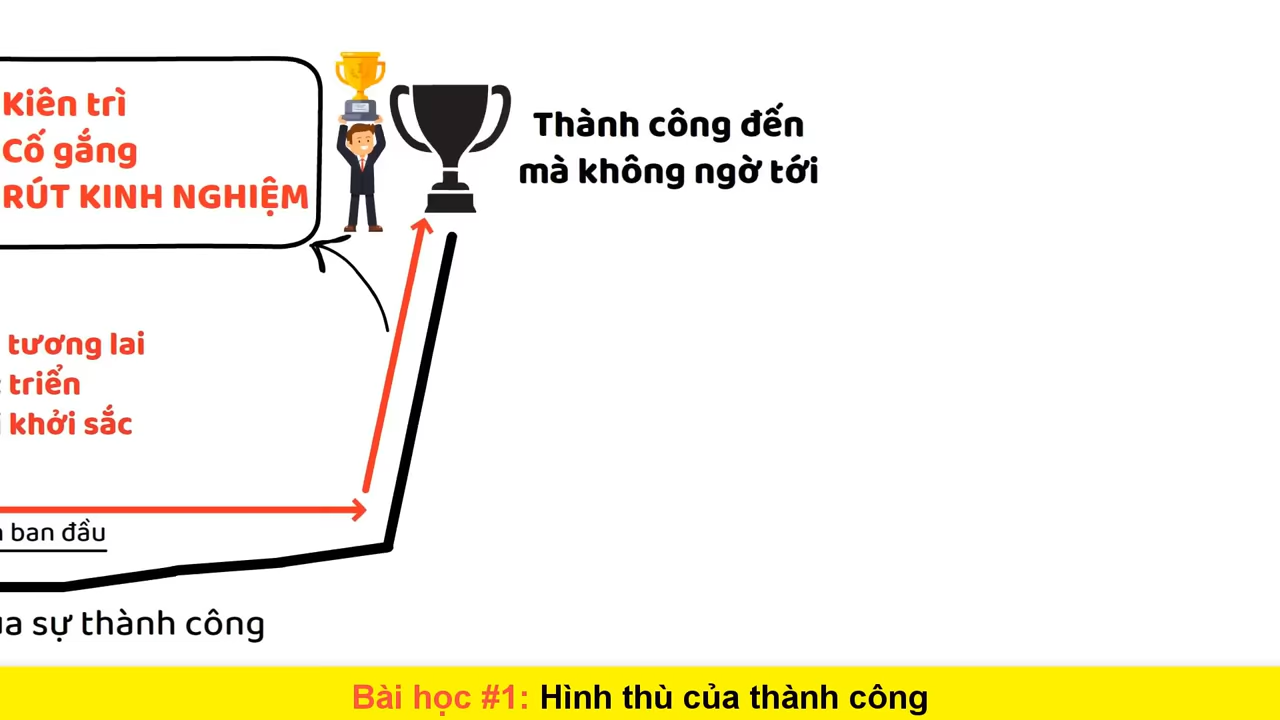 Kiên trì
Cố gắng
RÚT KINH NGHIỆM
Thành công đến
mà không ngờ tới
tương lai
triển
khởi sắc
ban đầu
sự thành công
Bài học #1: Hình thù của thành công